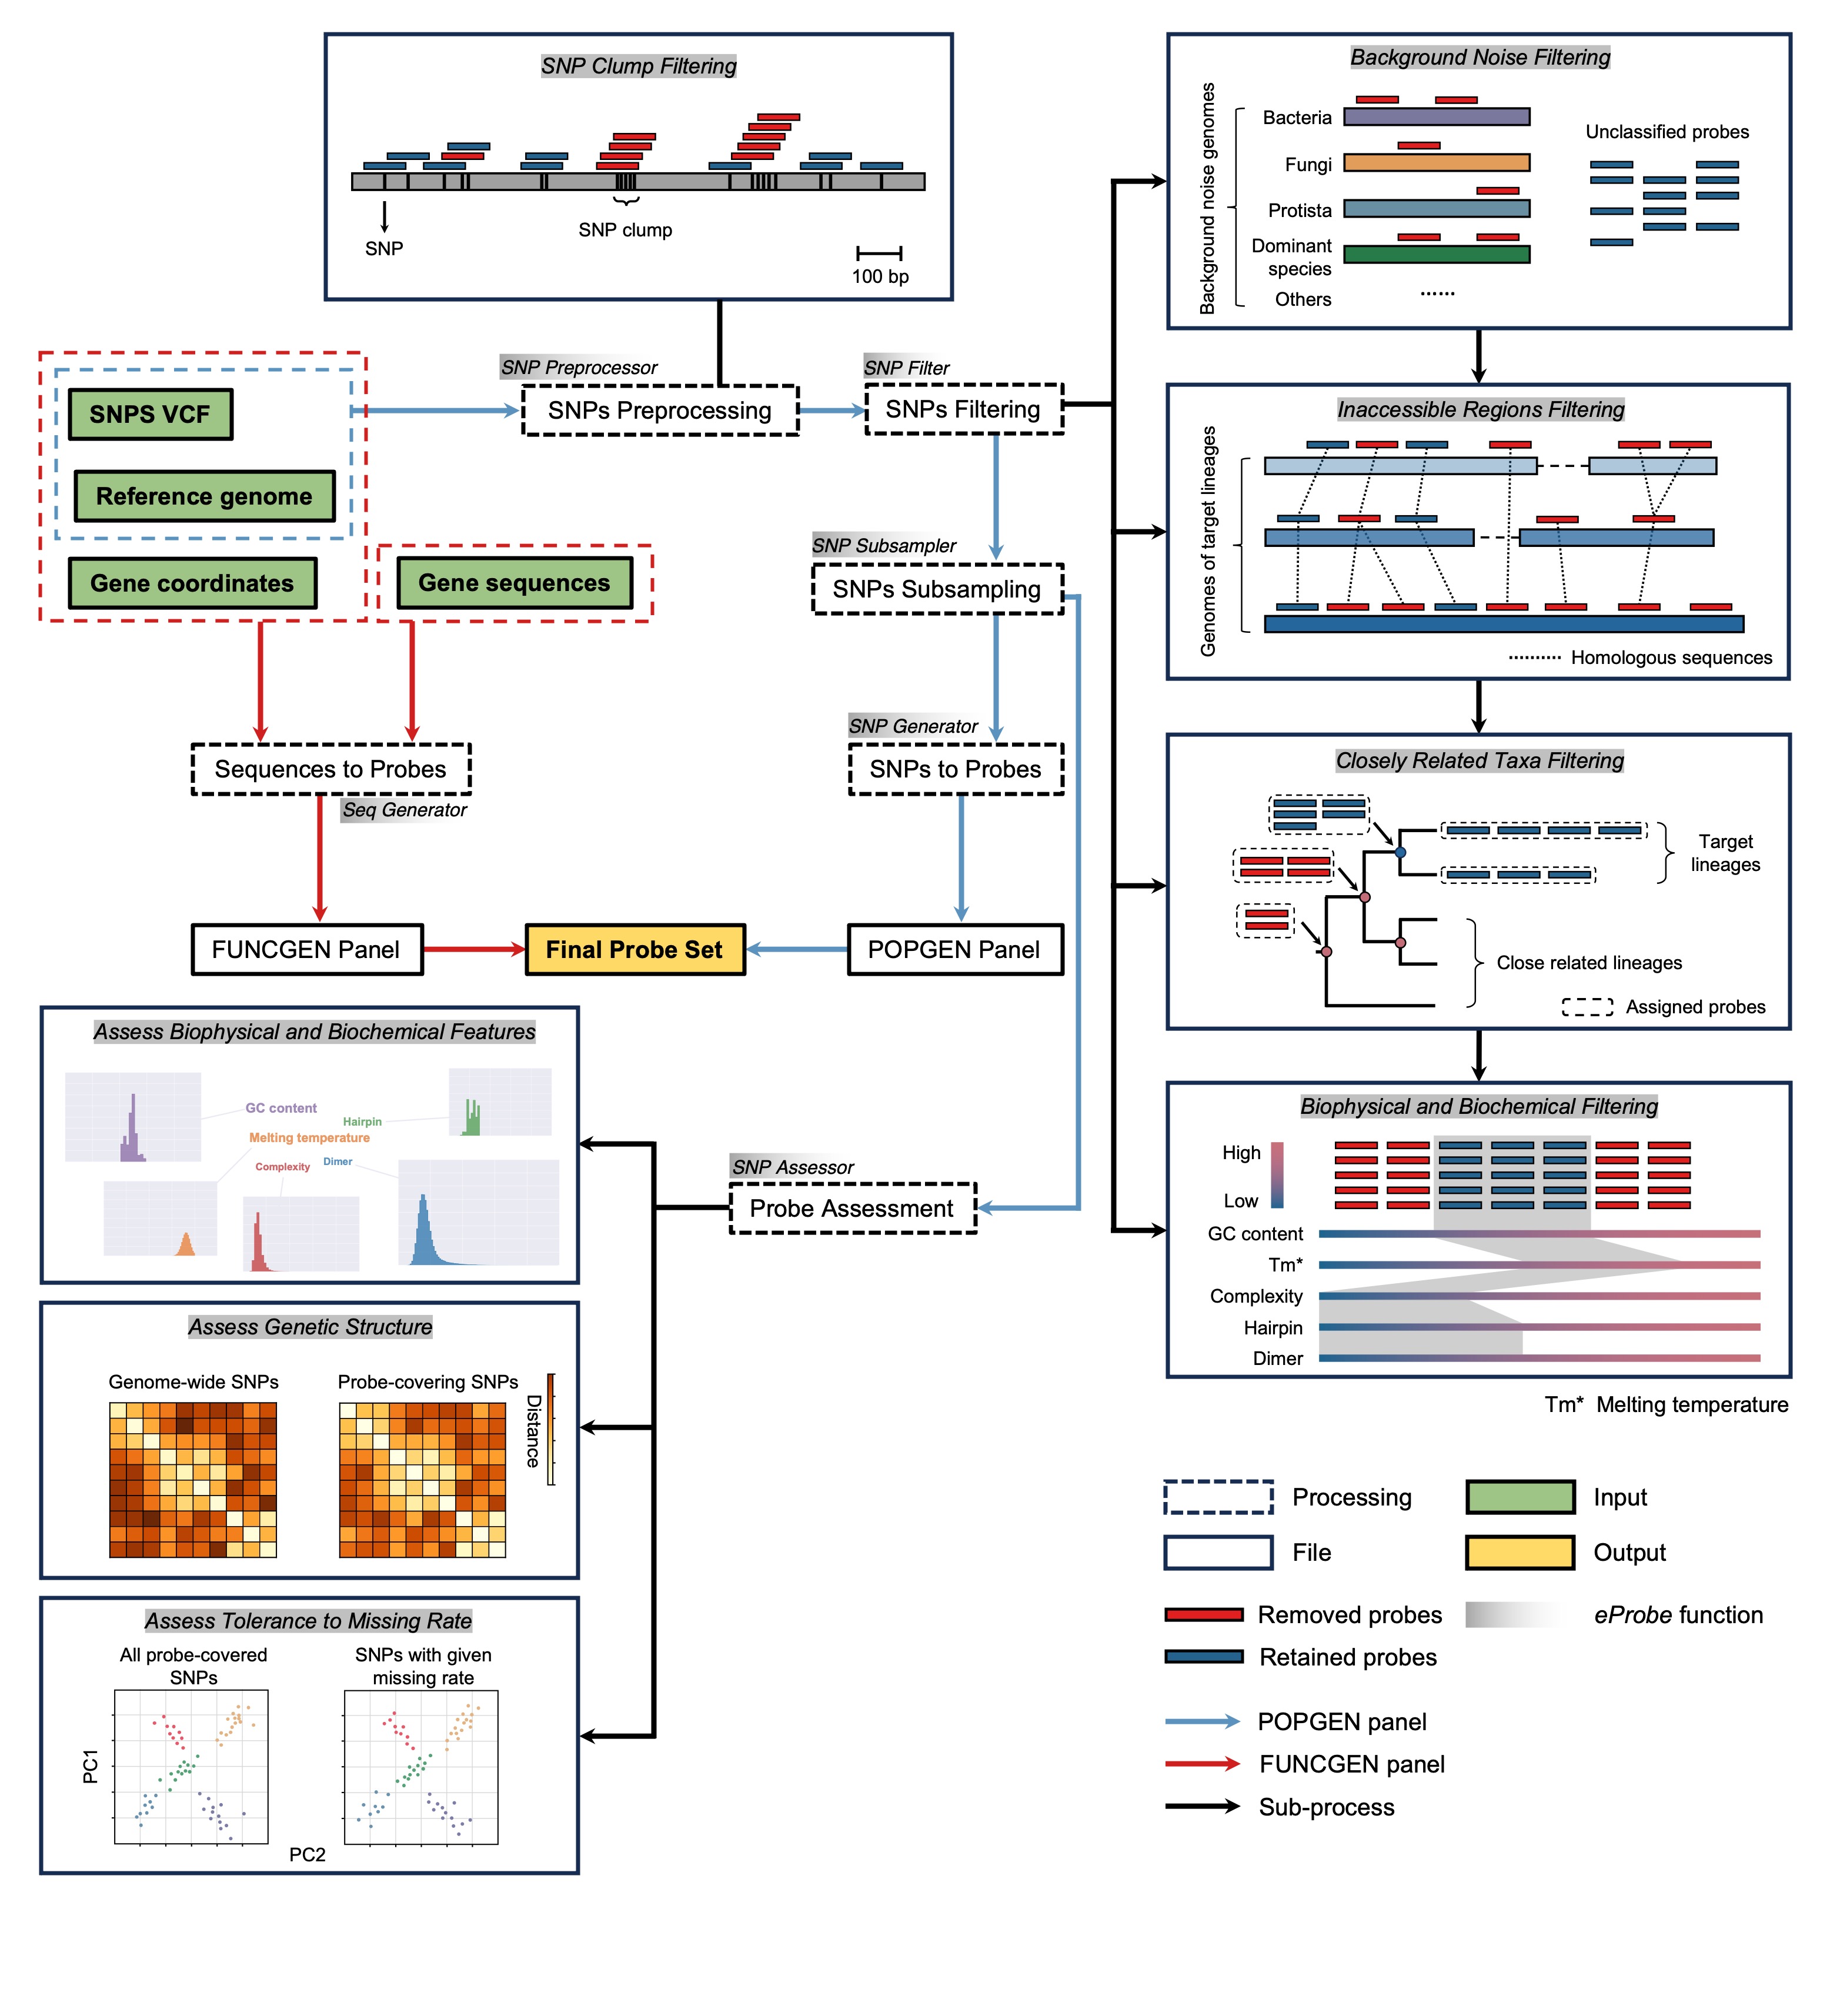 SNP Clump Filtering
SNP
SNP clump
100 bp
Background Noise Filtering
Background noise genomes
Bacteria
Fungi
Protista
Dominant
species
Others
......
Unclassified probes
SNPS VCF
Reference genome
Gene coordinates
Gene sequences
SNP Preprocessor
SNPs Preprocessing
SNP Filter
SNPs Filtering
Inaccessible Regions Filtering
Genomes of target lineages
Homologous sequences
SNP Subsampler
SNPs Subsampling
SNP Generator
SNPs to Probes
Sequences to Probes
Seq Generator
Closely Related Taxa Filtering
Target
lineages
Close related lineages
Assigned probes
FUNCGEN Panel
Final Probe Set
POPGEN Panel
Assess Biophysical and Biochemical Features
GC content
Hairpin
Melting temperature
Complexity
Dimer
SNP Assessor
Probe Assessment
Biophysical and Biochemical Filtering
High
Low
GC content
Tm*
Complexity
Hairpin
Dimer
Tm* Melting temperature
Assess Genetic Structure
Genome-wide SNPs
Probe-covering SNPs
Distance
Assess Tolerance to Missing Rate
All probe-covered
SNPs
SNPs with given
missing rate
PC1
PC2
Processing
Input
File
Output
Removed probes
eProbe function
Retained probes
POPGEN panel
FUNCGEN panel
Sub-process